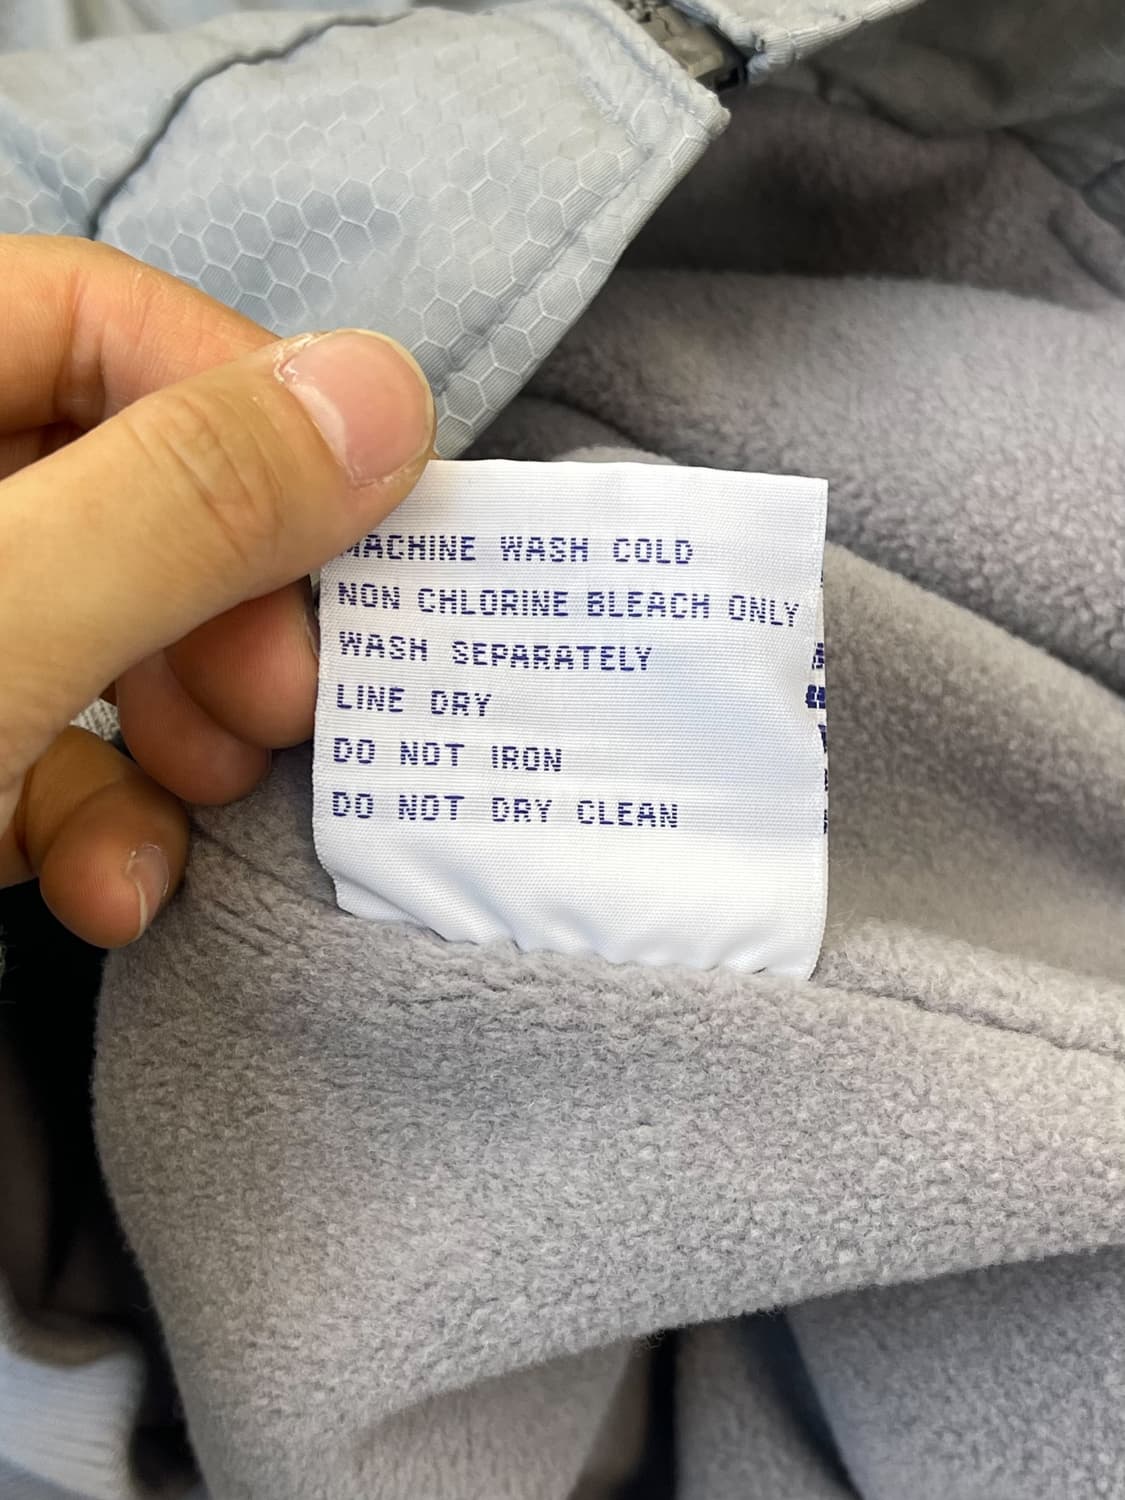 MACHINE WASH COLD
NON CHLORINE BLEACH ONLY
WASH SEPARATELY
LINE DRY
DO NOT IRON
DO NOT DRY CLEAN